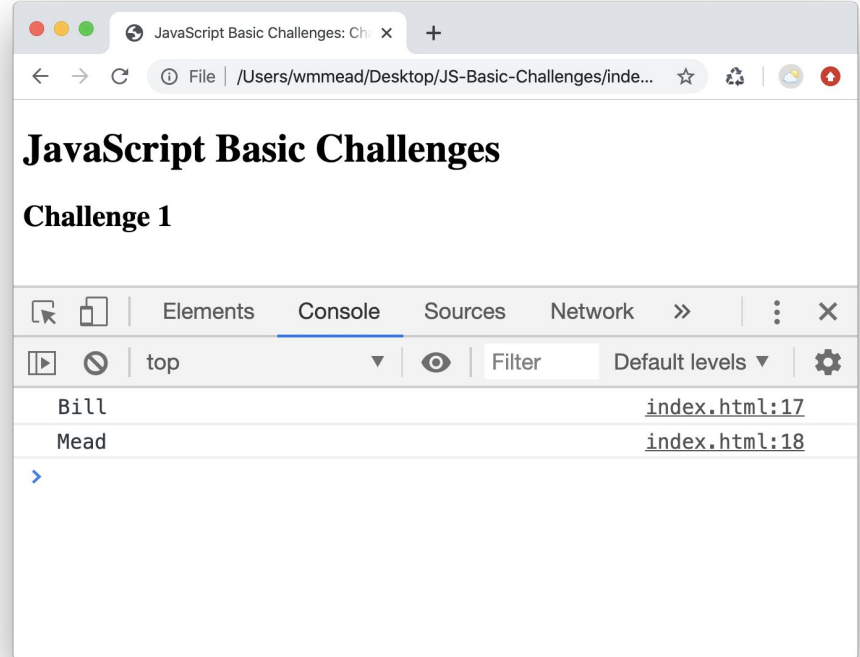 JavaScript Basic Challenges: Ch
File /Users/wmmead/Desktop/JS-Basic-Challenges/inde...
JavaScript Basic Challenges
Challenge 1
Elements Console Sources Network »
top Filter Default levels
Bill index.html:17
Mead index.html:18